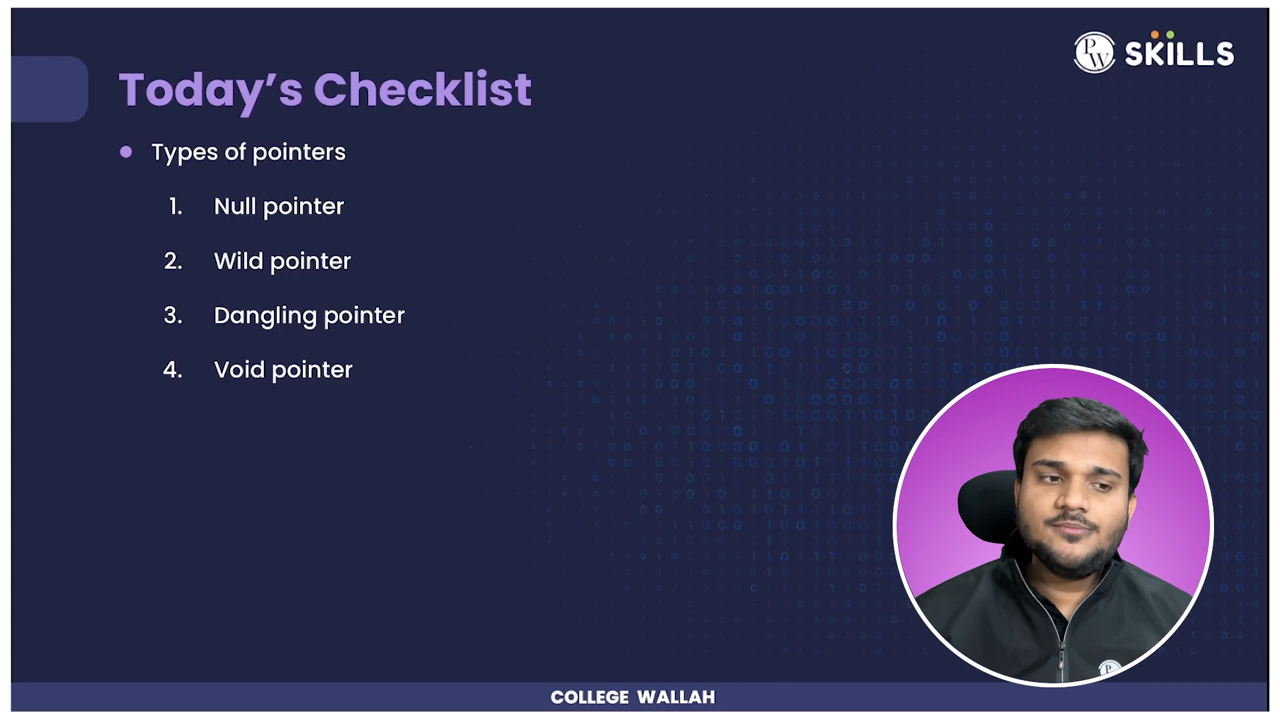 PW SKILLS
Today’s Checklist
Types of pointers
1. Null pointer
2. Wild pointer
3. Dangling pointer
4. Void pointer
COLLEGE WALLAH